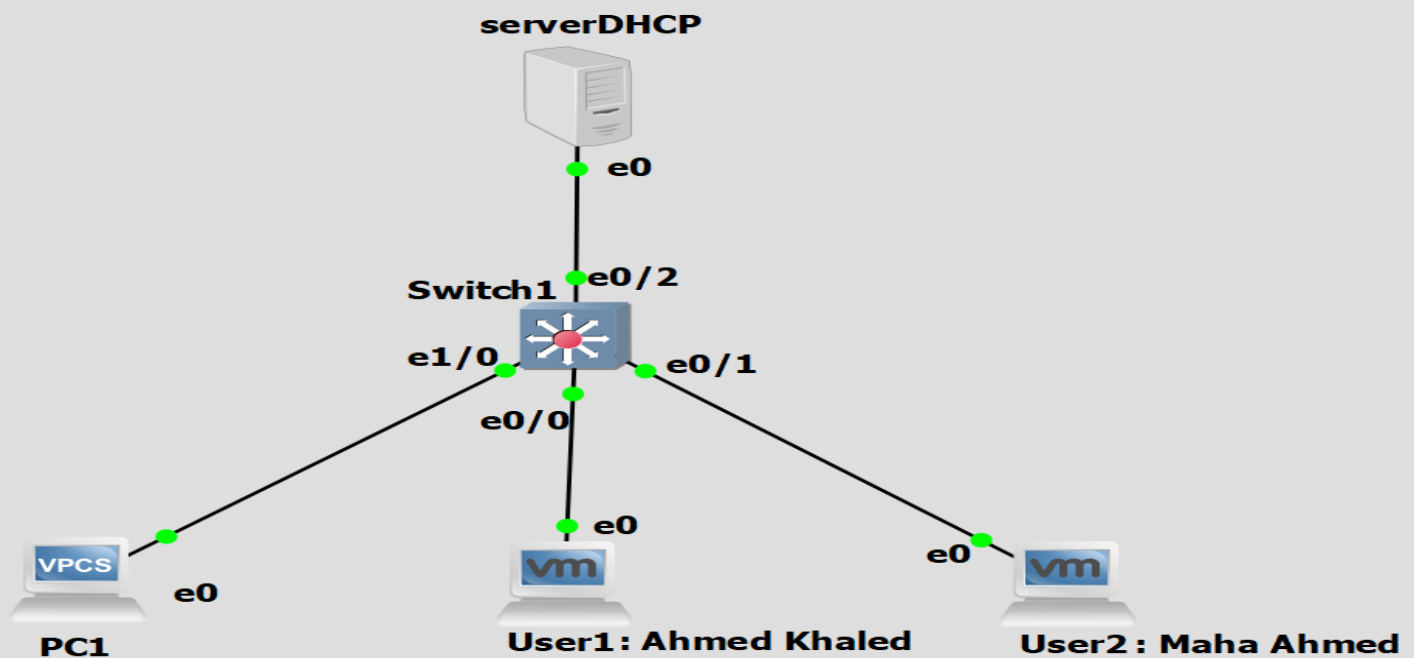 serverDHCP
e0
e0/2
Switch1
e1/0
e0/1
e0/0
e0
e0
VPCS
vm
vm
e0
PC1
User1: Ahmed Khaled
User2 : Maha Ahmed